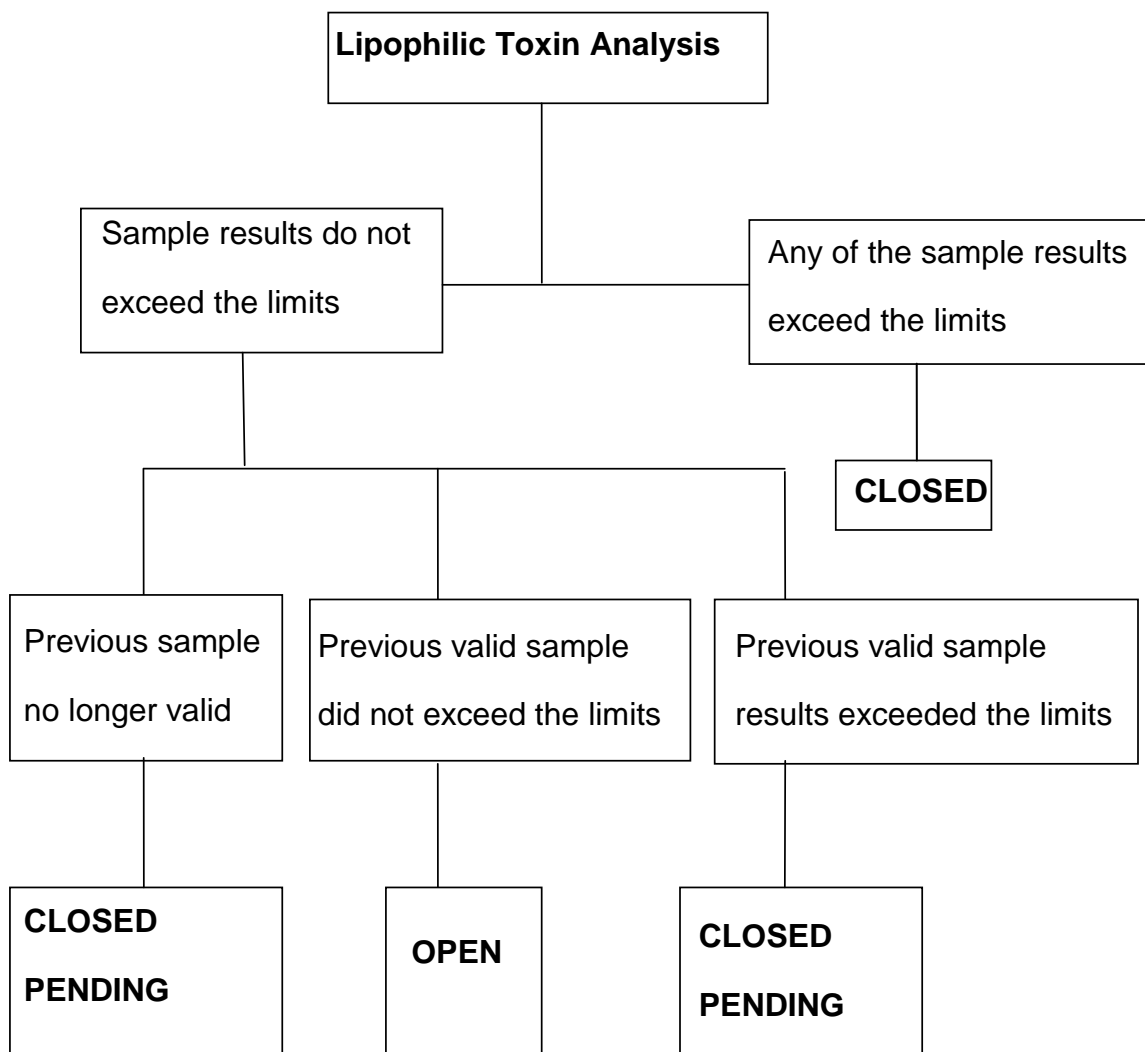 Lipophilic Toxin Analysis
Sample results do not
exceed the limits
Any of the sample results
exceed the limits
CLOSED
Previous sample
no longer valid
Previous valid sample
did not exceed the limits
Previous valid sample
results exceeded the limits
CLOSED
PENDING
OPEN
CLOSED
PENDING